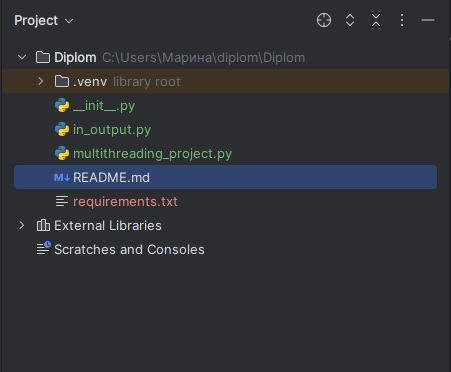 Project
Diplom C:\Users\Марина\diplom\Diplom
.venv library root
__init__.py
in_output.py
multithreading_project.py
M↓ README.md
requirements.txt
External Libraries
Scratches and Consoles